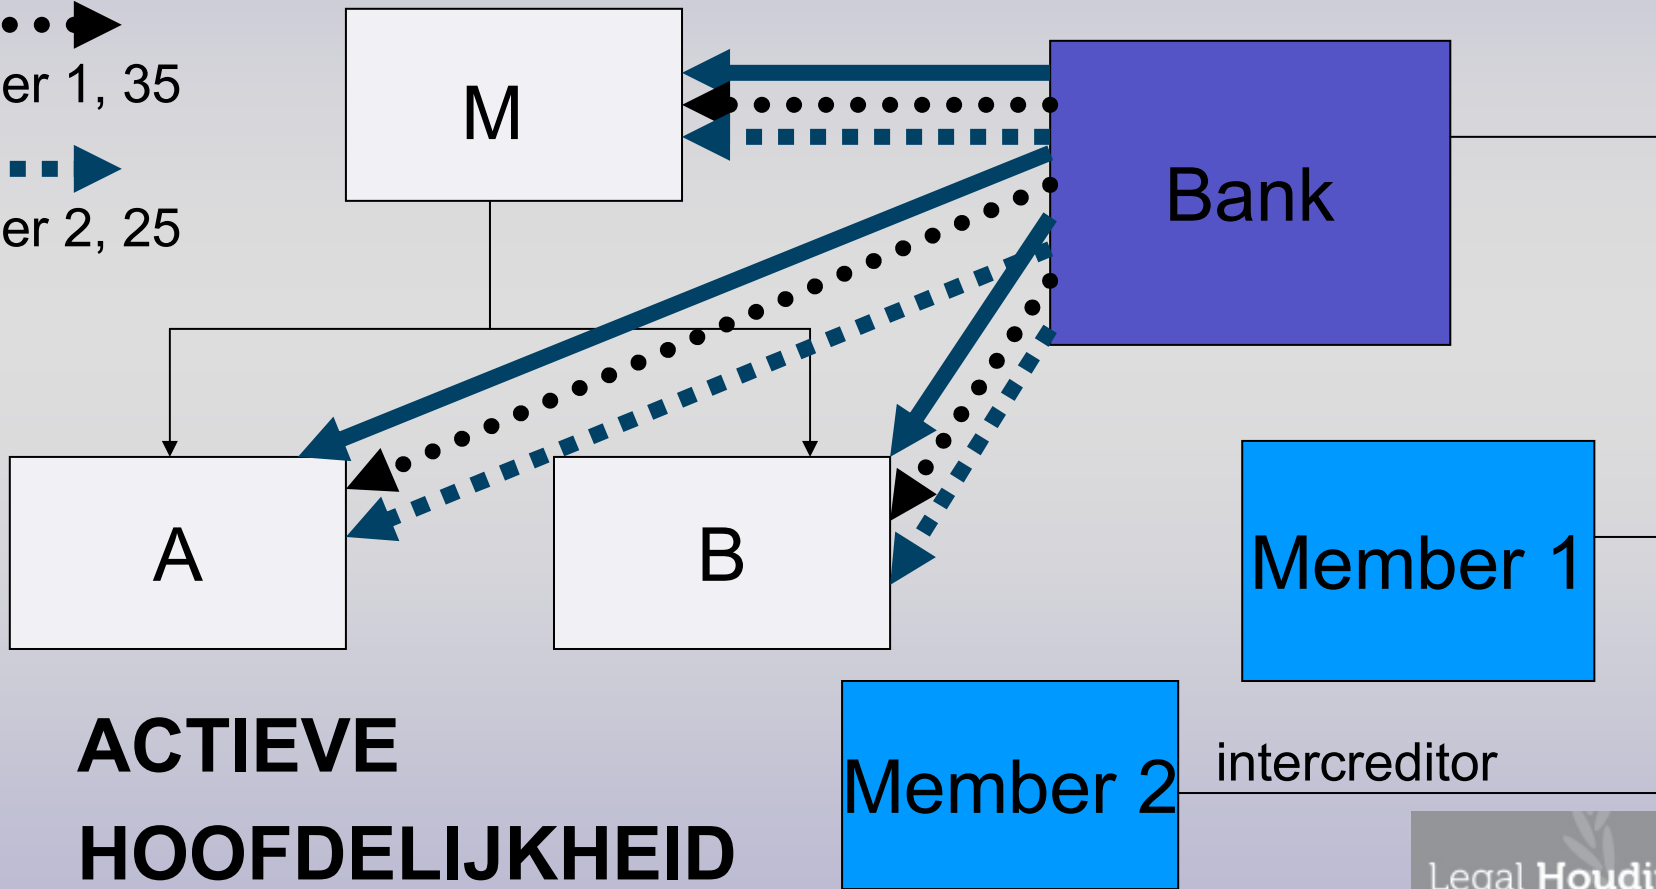 er 1, 35
er 2, 25
M
Bank
A
B
Member 1
Member 2
intercreditor
ACTIEVE
HOOFDELIJKHEID
Legal